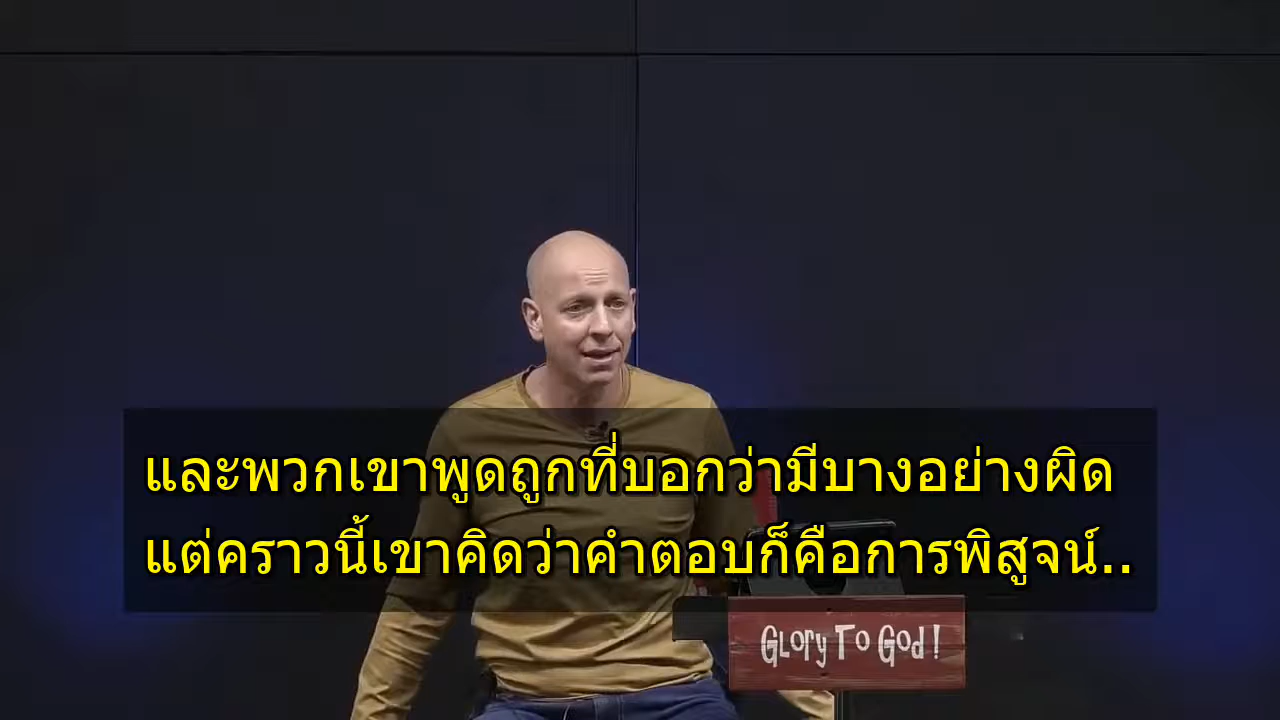 และพวกเขาพูดถูกที่บอกว่ามีบางอย่างผิด
แต่คราวนี้เขาคิดว่าคำตอบก็คือการพิสูจน์..
Glory To God!